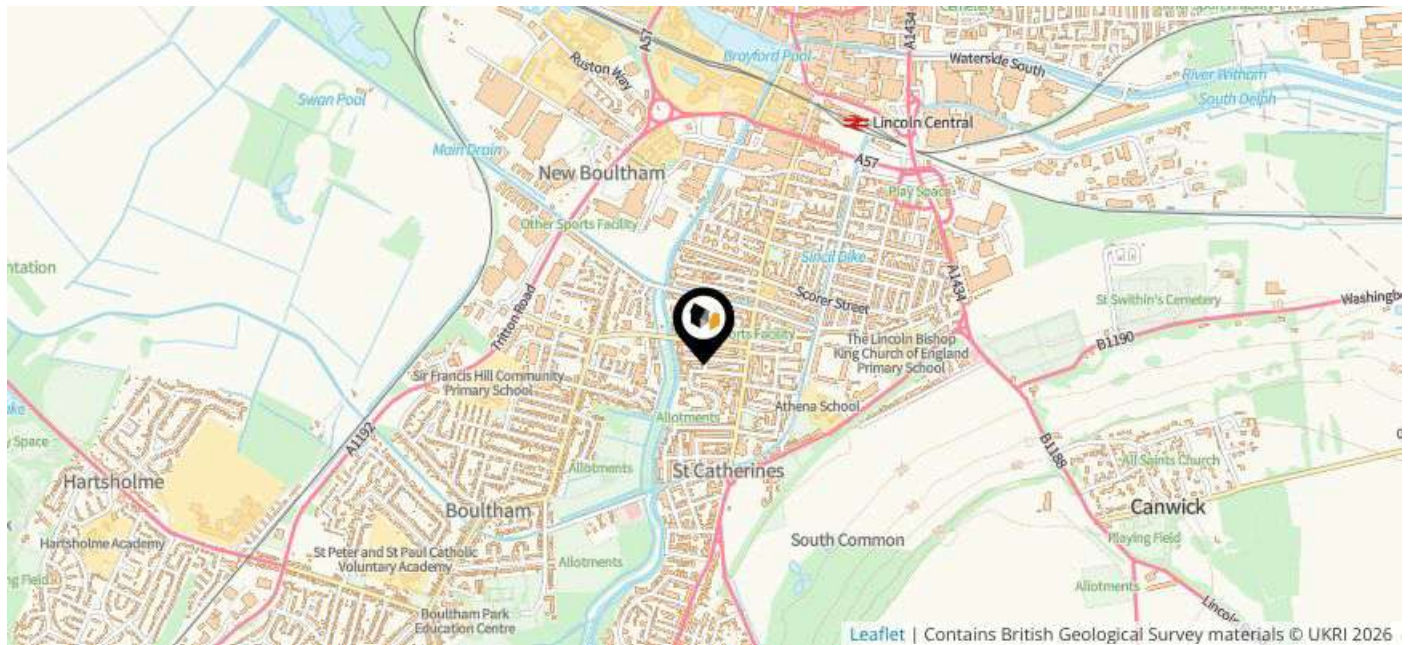 Cemetery
A57
A1434
Ruston Way
Brayford Pool
Waterside South
River Witham
South Delph
Swan Pool
Lincoln Central
Main Drain
A57
New Boultham
Play Space
Other Sports Facility
Sincil Dike
ntation
A1434
St Swithin's Cemetery
Scorer Street
Washingbo
Tritton Road
orts Facility
B1190
The Lincoln Bishop
King Church of England
Primary School
Sir Francis Hill Community
Primary School
Athena School
Allotments
A1192
y Space
B1188
All Saints Church
Allotments
St Catherines
Hartsholme
Boultham
Canwick
Hartsholme Academy
South Common
Playing Field
St Peter and St Paul Catholic
Voluntary Academy
Allotments
ng Field
Allotments
Boultham Park
Education Centre
Lincoln
Leaflet | Contains British Geological Survey materials © UKRI 2026